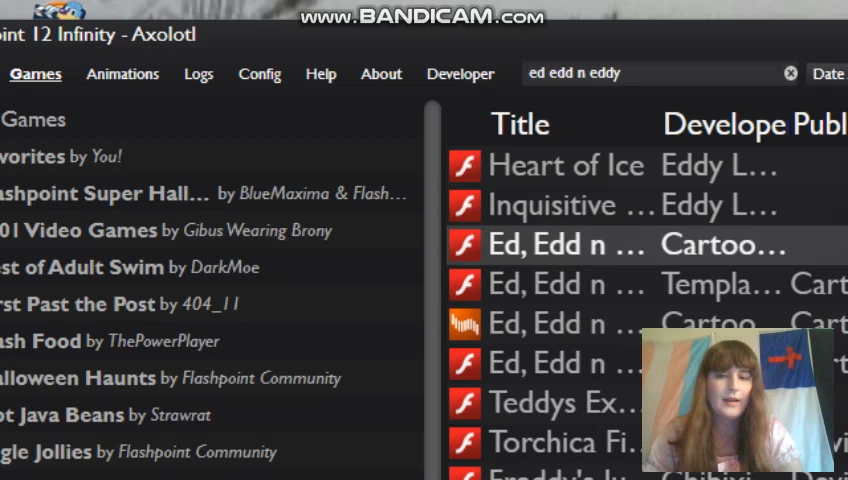 www.BANDICAM.com
oint 12 Infinity - Axolotl
Games Animations Logs Config Help About Developer ed edd n eddy Date
Games
vorites by You!
ashpoint Super Hall... by BlueMaxima & Flash...
01 Video Games by Gibus Wearing Brony
est of Adult Swim by DarkMoe
rst Past the Post by 404_11
ash Food by ThePowerPlayer
alloween Haunts by Flashpoint Community
ot Java Beans by Strawrat
gle Jollies by Flashpoint Community
Title Develope Publ
Heart of Ice Eddy L...
Inquisitive ... Eddy L...
Ed, Edd n ... Cartoo...
Ed, Edd n ... Templa... Cart
Ed, Edd n ... Cartoo... Cart
Ed, Edd n ...
Teddys Ex...
Torchica Fi...
Freddy's Ju